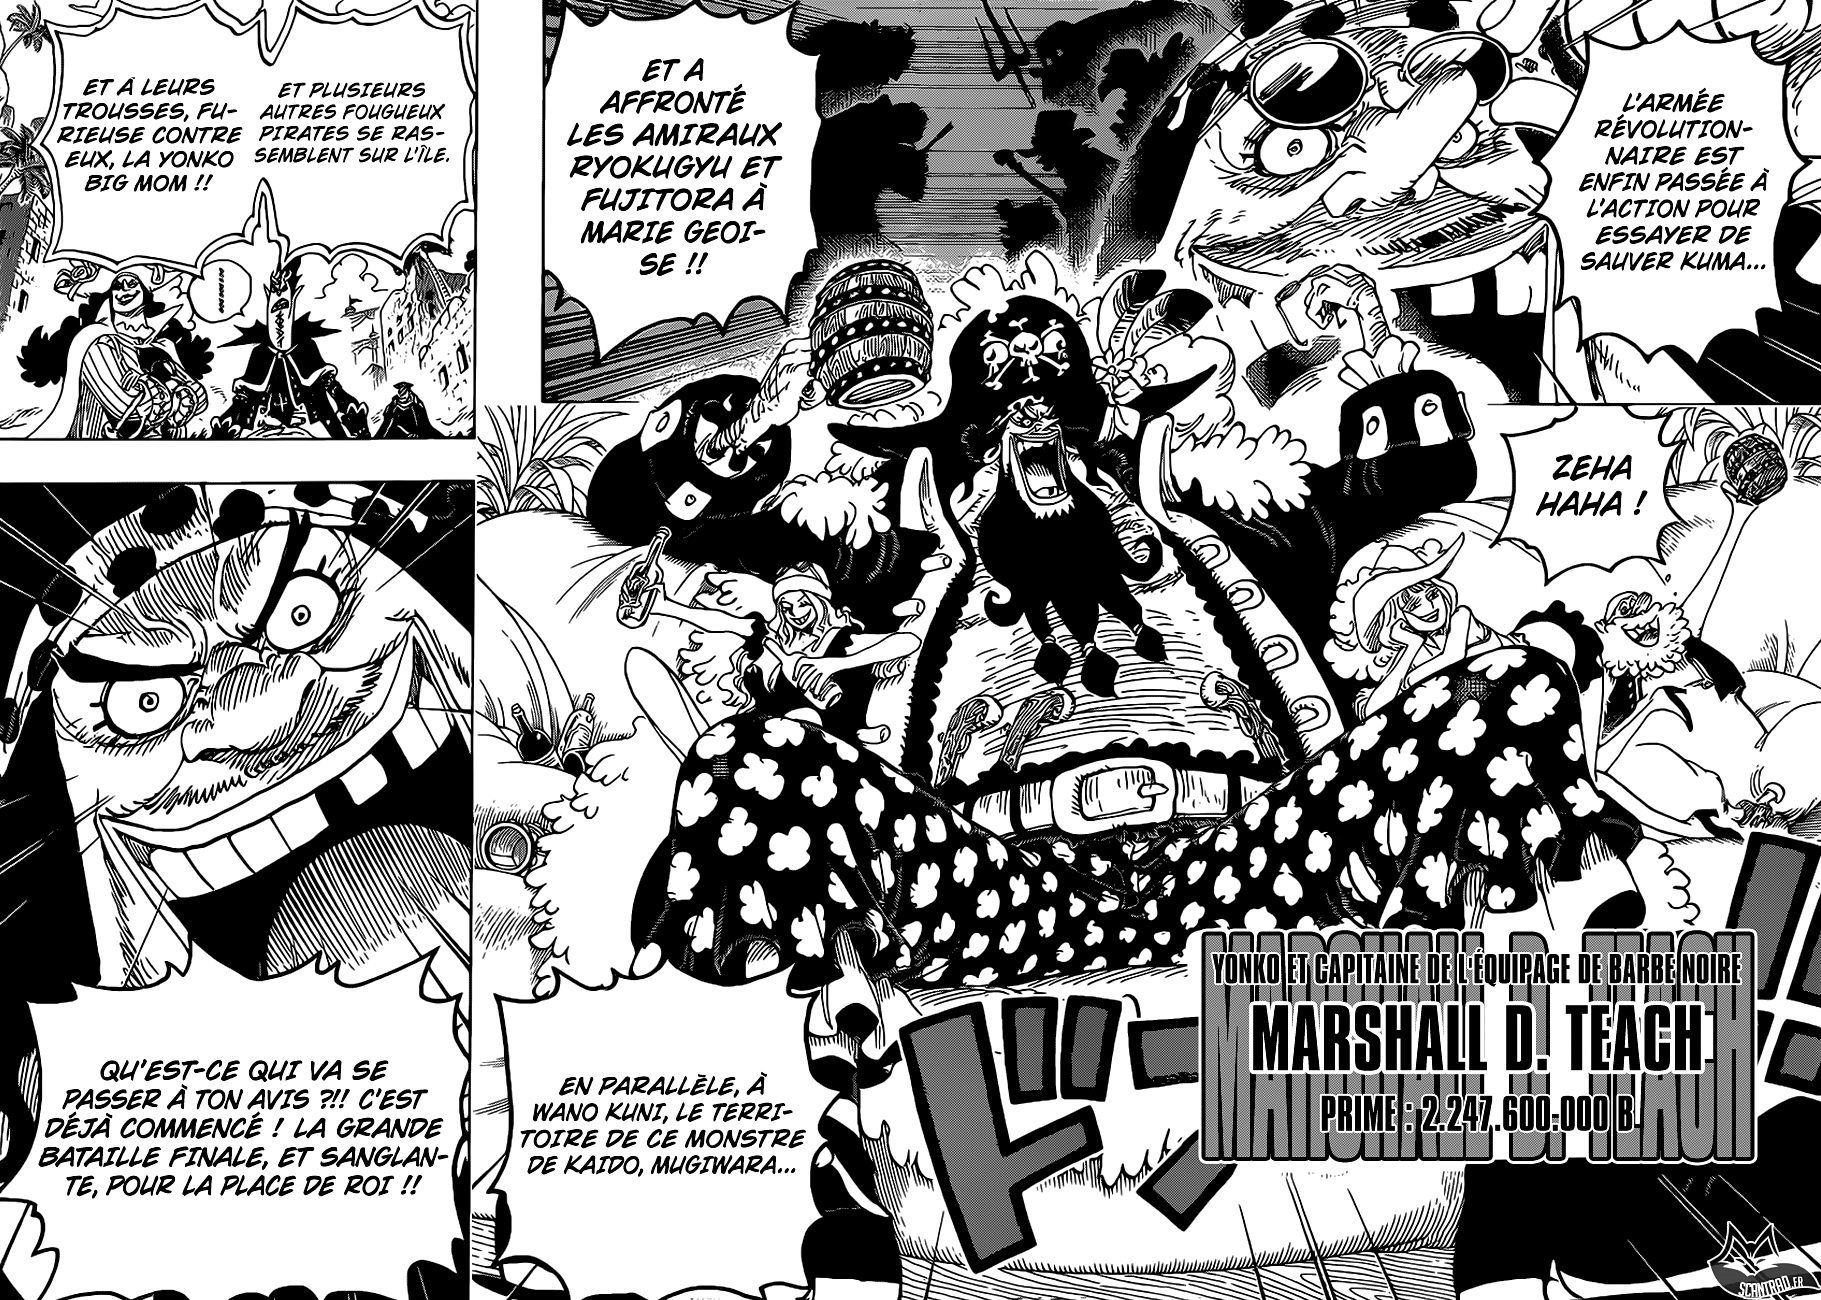 L'ARMÉE
RÉVOLUTION-
NAIRE EST
ENFIN PASSÉE À
L'ACTION POUR
ESSAYER DE
SAUVER KUMA...
ET A
AFFRONTÉ
LES AMIRAUX
RYOKUGYU ET
FUJITORA À
MARIE GEOI-
SE !!
ZEHA
HAHA !
YONKO ET CAPITAINE DE L'ÉQUIPAGE DE BARBE NOIRE
MARSHALL D. TEACH
MARSHALL D. TEACH
PRIME : 2.247.600.000 B
MARSHALL D. TEACH
ドン!!
EN PARALLÈLE, À
WANO KUNI, LE TERRI-
TOIRE DE CE MONSTRE
DE KAIDO, MUGIWARA...
ET PLUSIEURS
AUTRES FOUGUEUX
PIRATES SE RAS-
SEMBLENT SUR L'ÎLE.
ET À LEURS
TROUSSES, FU-
RIEUSE CONTRE
EUX, LA YONKO
BIG MOM !!
QU'EST-CE QUI VA SE
PASSER À TON AVIS ?!! C'EST
DÉJÀ COMMENCÉ ! LA GRANDE
BATAILLE FINALE, ET SANGLAN-
TE, POUR LA PLACE DE ROI !!
SCANTRAD.FR